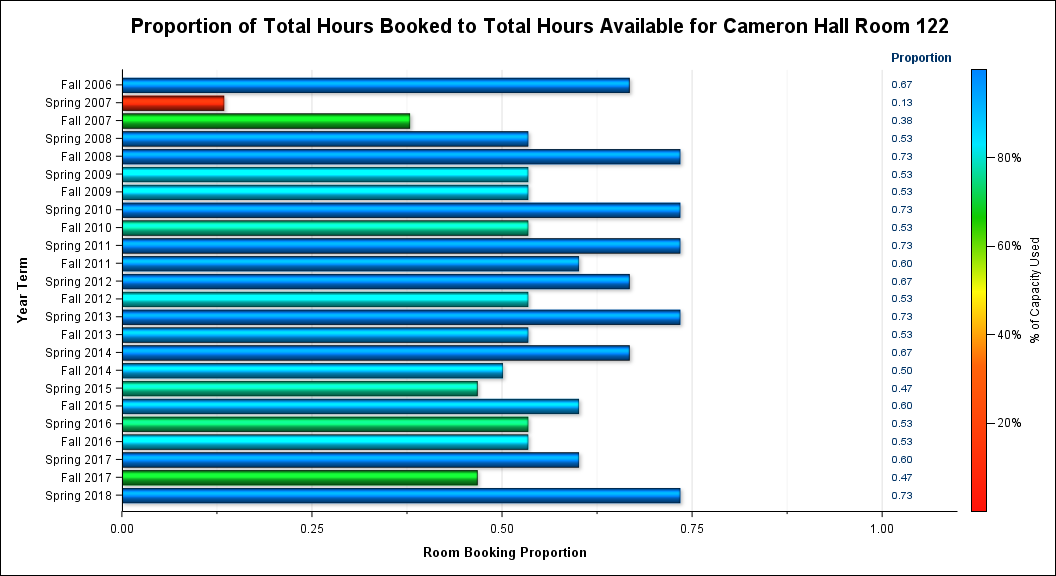 Proportion of Total Hours Booked to Total Hours Available for Cameron Hall Room 122
Proportion
Fall 2006 0.67
Spring 2007 0.13
Fall 2007 0.38
Spring 2008 0.53
Fall 2008 0.73
Spring 2009 0.53
Fall 2009 0.53
Spring 2010 0.73
Fall 2010 0.53
Spring 2011 0.73
Fall 2011 0.60
Spring 2012 0.67
Fall 2012 0.53
Spring 2013 0.73
Fall 2013 0.53
Spring 2014 0.67
Fall 2014 0.50
Spring 2015 0.47
Fall 2015 0.60
Spring 2016 0.53
Fall 2016 0.53
Spring 2017 0.60
Fall 2017 0.47
Spring 2018 0.73
Year Term
0.00 0.25 0.50 0.75 1.00
Room Booking Proportion
80%
60%
40%
20%
% of Capacity Used